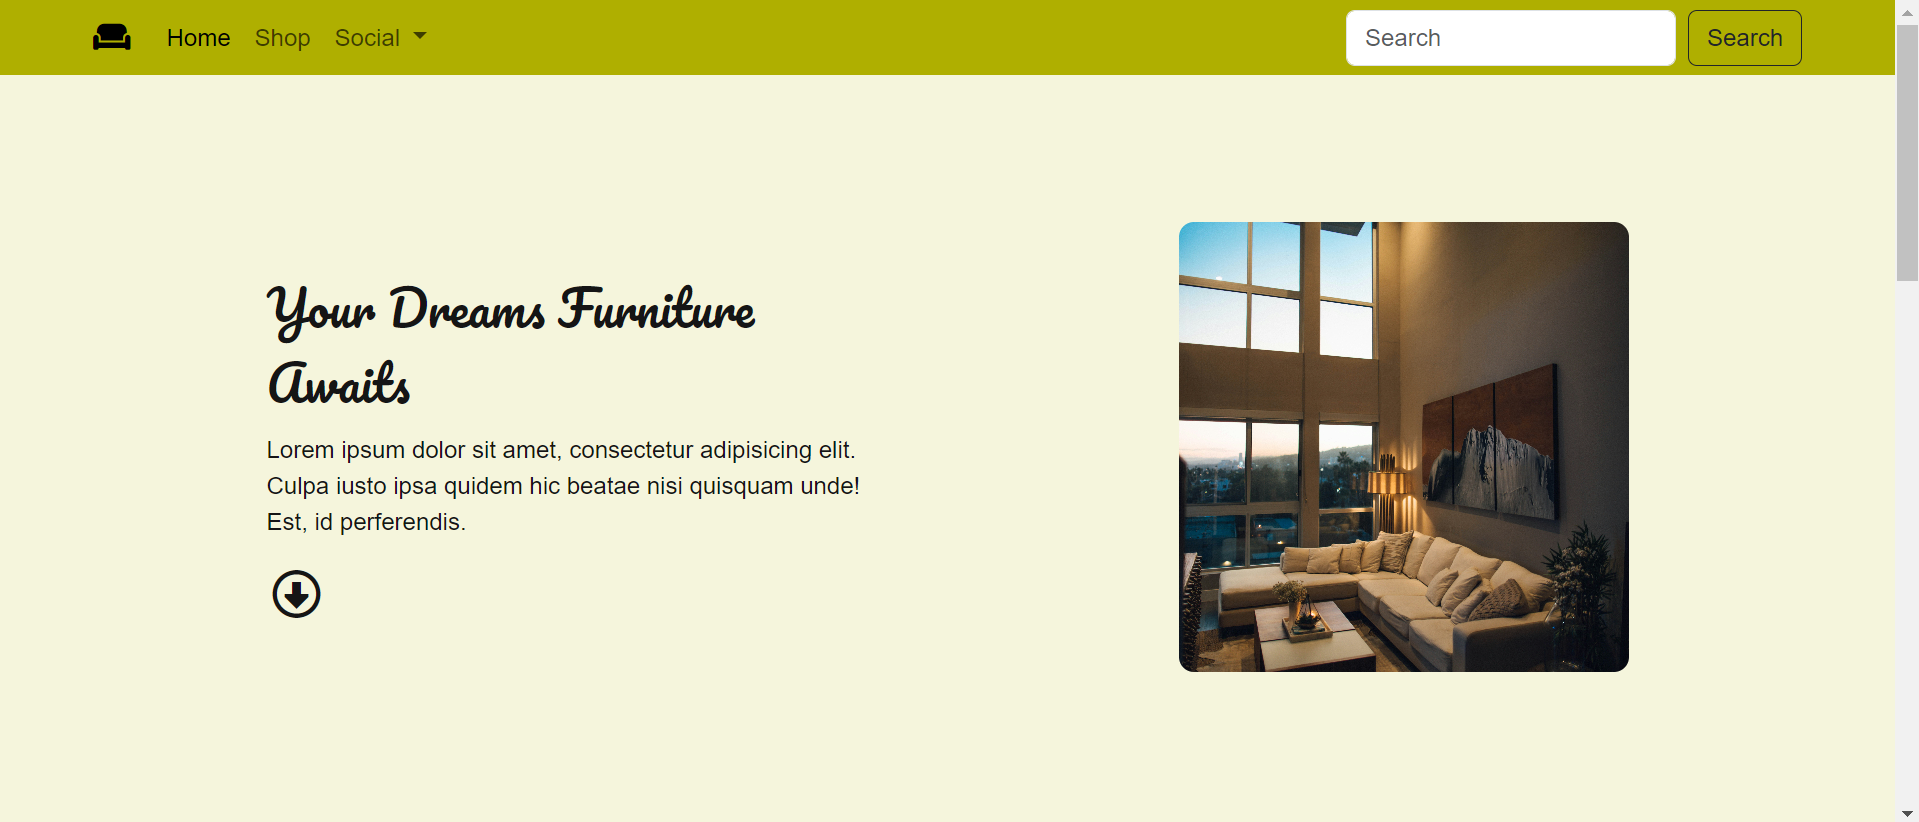 Home Shop Social Search Search
Your Dreams Furniture
Awaits
Lorem ipsum dolor sit amet, consectetur adipisicing elit.
Culpa iusto ipsa quidem hic beatae nisi quisquam unde!
Est, id perferendis.